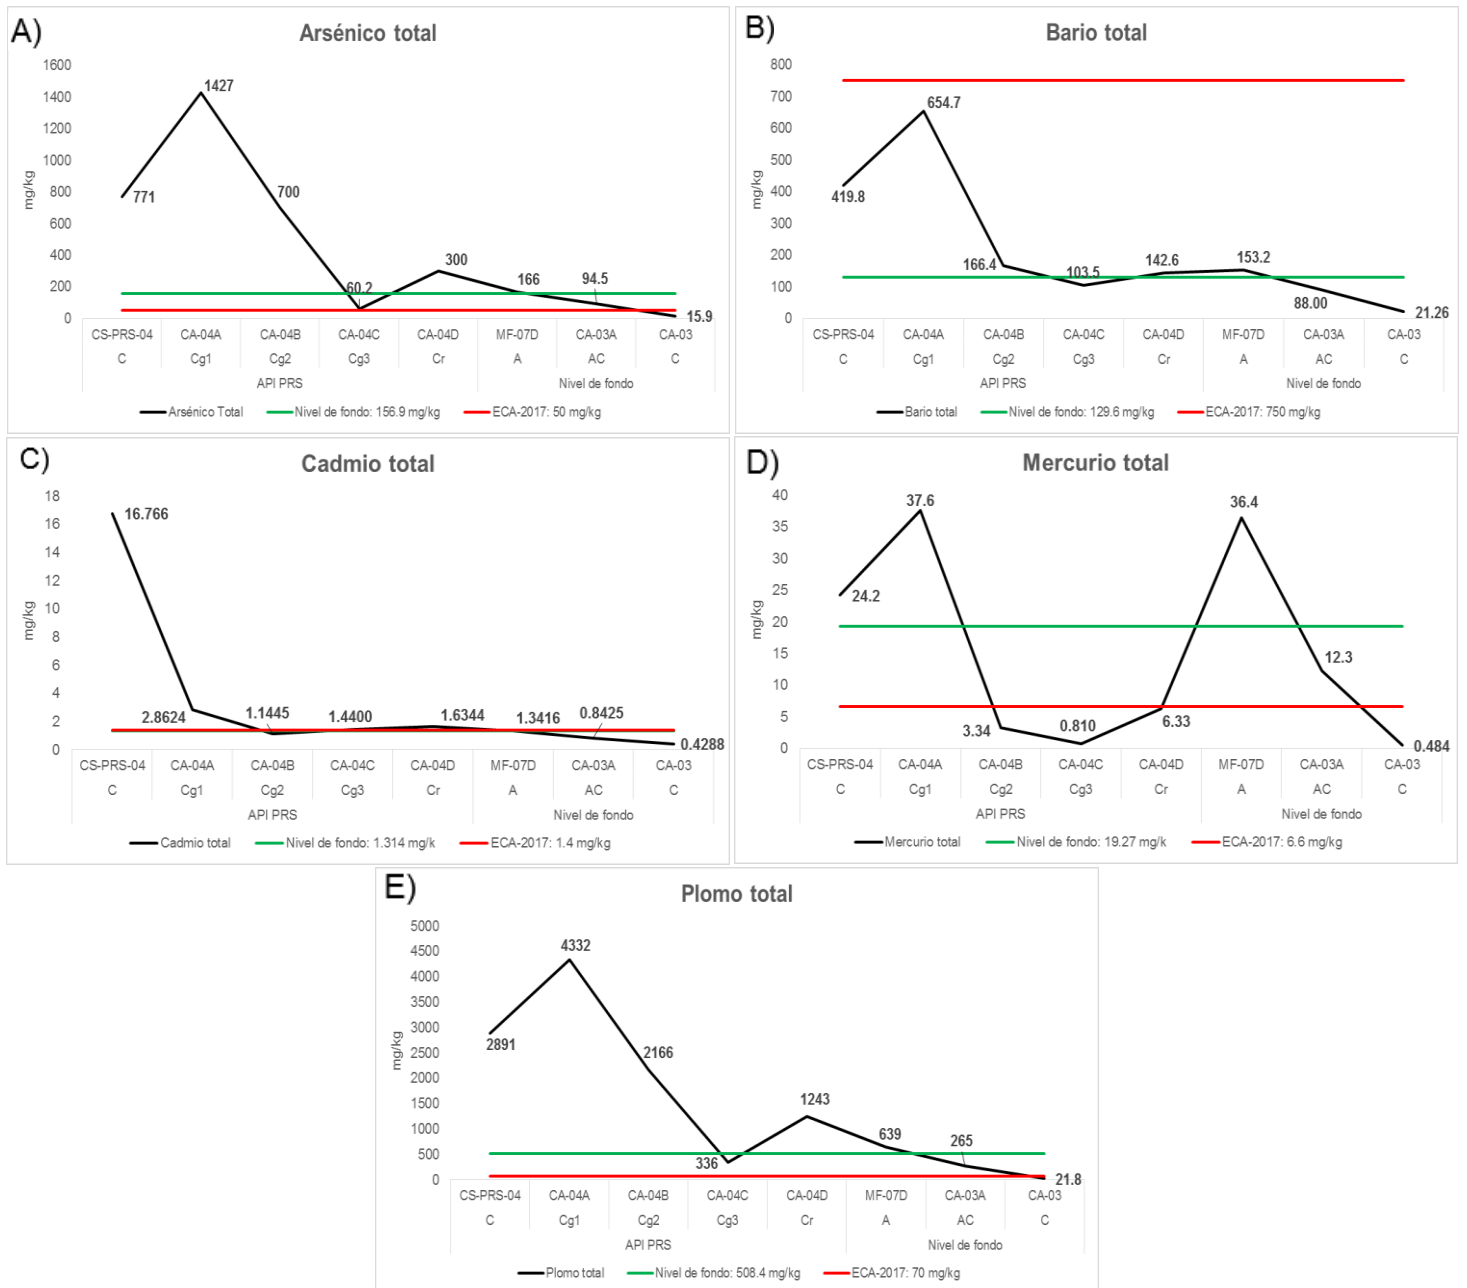 A)
Arsénico total
1600
1400
1200
1000
800
600
400
200
0
mg/kg
1427
771
700
60.2
300
166
94.5
15.9
CS-PRS-04 CA-04A CA-04B CA-04C CA-04D MF-07D CA-03A CA-03
C Cg1 Cg2 Cg3 Cr A AC C
API PRS Nivel de fondo
Arsénico Total Nivel de fondo: 156.9 mg/kg ECA-2017: 50 mg/kg
B)
Bario total
800
700
600
500
400
300
200
100
0
mg/kg
654.7
419.8
166.4
103.5
142.6
153.2
88.00
21.26
CS-PRS-04 CA-04A CA-04B CA-04C CA-04D MF-07D CA-03A CA-03
C Cg1 Cg2 Cg3 Cr A AC C
API PRS Nivel de fondo
Bario total Nivel de fondo: 129.6 mg/kg ECA-2017: 750 mg/kg
C)
Cadmio total
18
16
14
12
10
8
6
4
2
0
mg/kg
16.766
2.8624
1.1445
1.4400
1.6344
1.3416
0.8425
0.4288
CS-PRS-04 CA-04A CA-04B CA-04C CA-04D MF-07D CA-03A CA-03
C Cg1 Cg2 Cg3 Cr A AC C
API PRS Nivel de fondo
Cadmio total Nivel de fondo: 1.314 mg/k ECA-2017: 1.4 mg/kg
D)
Mercurio total
40
35
30
25
20
15
10
5
0
mg/kg
37.6
24.2
3.34
0.810
6.33
36.4
12.3
0.484
CS-PRS-04 CA-04A CA-04B CA-04C CA-04D MF-07D CA-03A CA-03
C Cg1 Cg2 Cg3 Cr A AC C
API PRS Nivel de fondo
Mercurio total Nivel de fondo: 19.27 mg/k ECA-2017: 6.6 mg/kg
E)
Plomo total
5000
4500
4000
3500
3000
2500
2000
1500
1000
500
0
mg/kg
4332
2891
2166
336
1243
639
265
21.8
CS-PRS-04 CA-04A CA-04B CA-04C CA-04D MF-07D CA-03A CA-03
C Cg1 Cg2 Cg3 Cr A AC C
API PRS Nivel de fondo
Plomo total Nivel de fondo: 508.4 mg/kg ECA-2017: 70 mg/kg